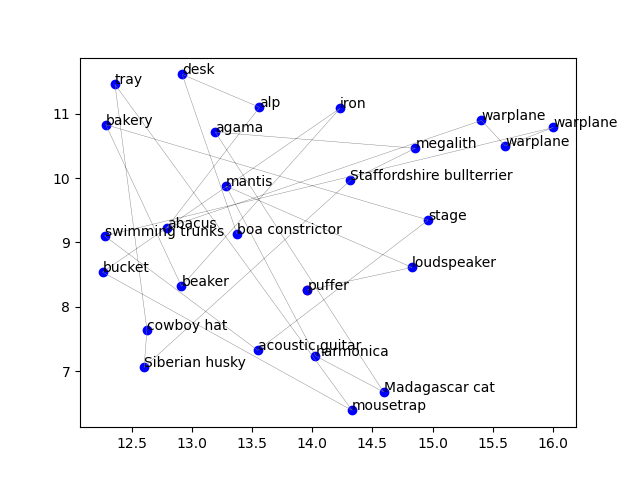 desk
tray
alp
iron
bakery
agama
warplane
warplane
warplane
megalith
mantis
Staffordshire bullterrier
stage
abacus
swimming trunks
boa constrictor
bucket
loudspeaker
beaker
puffer
cowboy hat
acoustic guitar
harmonica
Siberian husky
Madagascar cat
mousetrap
11
10
9
8
7
12.5 13.0 13.5 14.0 14.5 15.0 15.5 16.0